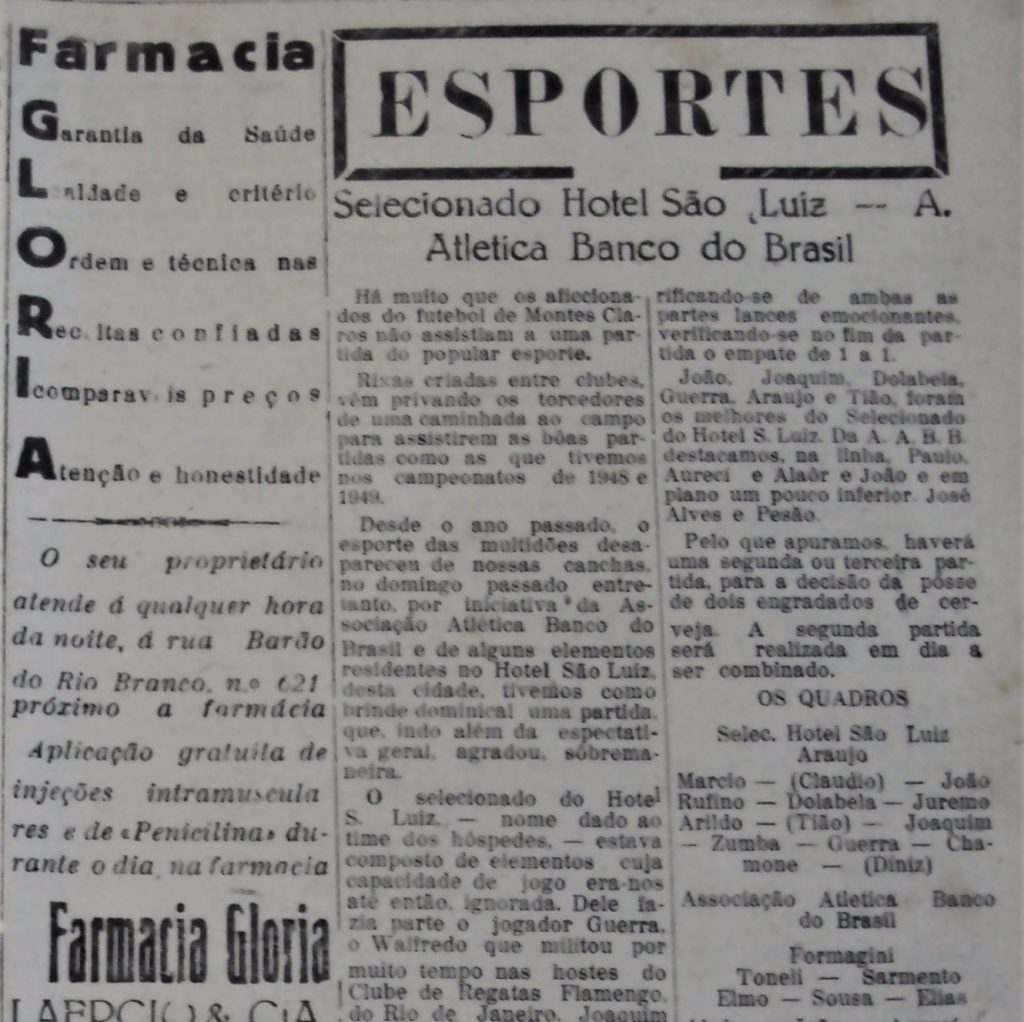 Farmacia
Garantia da Saúde
Lealdade e critério
Ordem e técnica nas
Receitas confiadas
Icomparaveis preços
Atenção e honestidade
O seu proprietário
atende á qualquer hora
da noite, á rua Barão
do Rio Branco, n.º 621
próximo a farmácia
Aplicação gratuita de
injeções intramuscula
res e de «Penicilina» du-
rante o dia, na farmacia
Farmacia Gloria
LAERCIO & CIA
ESPORTES
Selecionado Hotel São Luiz -- A.
Atletica Banco do Brasil
Há muito que os aficciona-
dos do futebol de Montes Cla-
ros não assistiam a uma par-
tida do popular esporte.
Rixas criadas entre clubes,
vêm privando os torcedores
de uma caminhada ao campo
para assistirem as bôas par-
tidas como as que tivemos
nos campeonatos de 1948 e
1949.
Desde o ano passado, o
esporte das multidões desa-
pareceu de nossas canchas,
no domingo passado entre-
tanto, por iniciativa da As-
sociação Atlética Banco do
Brasil e de alguns elementos
residentes no Hotel São Luiz,
desta cidade, tivemos como
brinde dominical uma partida,
que, indo além da espectati-
va geral, agradou, sôbrema-
neira.
O selecionado do Hotel
S. Luiz, — nome dado ao
time dos hóspedes, — estava
composto de elementos cuja
capacidade de jogo era-nos
até então, ignorada. Dele fa-
zia parte o jogador Guerra,
o Walfredo que militou por
muito tempo nas hostes do
Clube de Regatas Flamengo,
do Rio de Janeiro, Joaquim
rificando-se de ambas as
partes lances emocionantes,
verificando-se no fim da par-
tida o empate de 1 a 1.
João, Joaquim, Dolabela,
Guerra, Araujo e Tião, foram
os melhores do Selecionado
do Hotel S. Luiz. Da A. A. B. B.
destacamos, na linha, Paulo,
Aureci e Alaôr e João e em
plano um pouco inferior, José
Alves e Pesão.
Pelo que apuramos, haverá
uma segunda ou terceira par-
tida, para a decisão da pósse
de dois engradados de cer-
veja. A segunda partida
será realizada em dia a
ser combinado.
OS QUADROS
Selec. Hotel São Luiz
Araujo
Marcio — (Claudio) — João
Rufino — Dolabela — Juremo
Arildo — (Tião) — Joaquim
— Zumba — Guerra — Cha-
mone — (Diniz)
Associação Atletica Banco
do Brasil
Formagini
Toneli — Sarmento
Elmo — Sousa — Elias